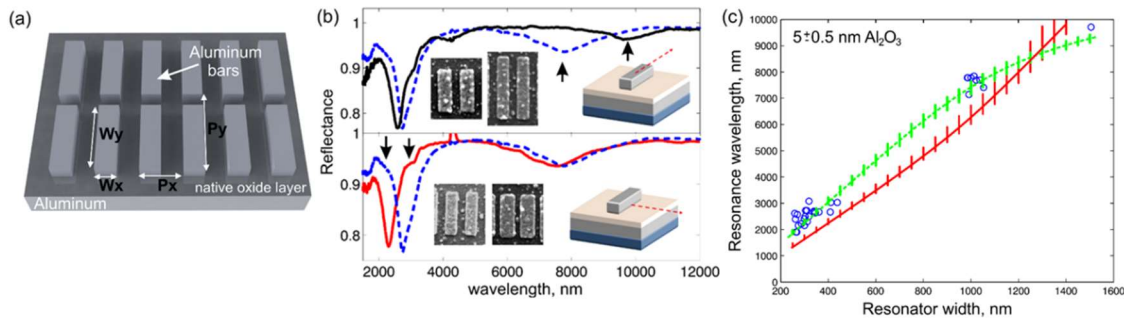 (a)
Aluminum
bars
Wy
Py
Wx
Px
native oxide layer
Aluminum
(b)
1
0.9
0.8
1
0.9
0.8
Reflectance
2000 4000 6000 8000 10000 12000
wavelength, nm
(c)
5±0.5 nm Al₂O₃
10000
9000
8000
7000
6000
5000
4000
3000
2000
1000
0
Resonance wavelength, nm
200 400 600 800 1000 1200 1400 1600
Resonator width, nm